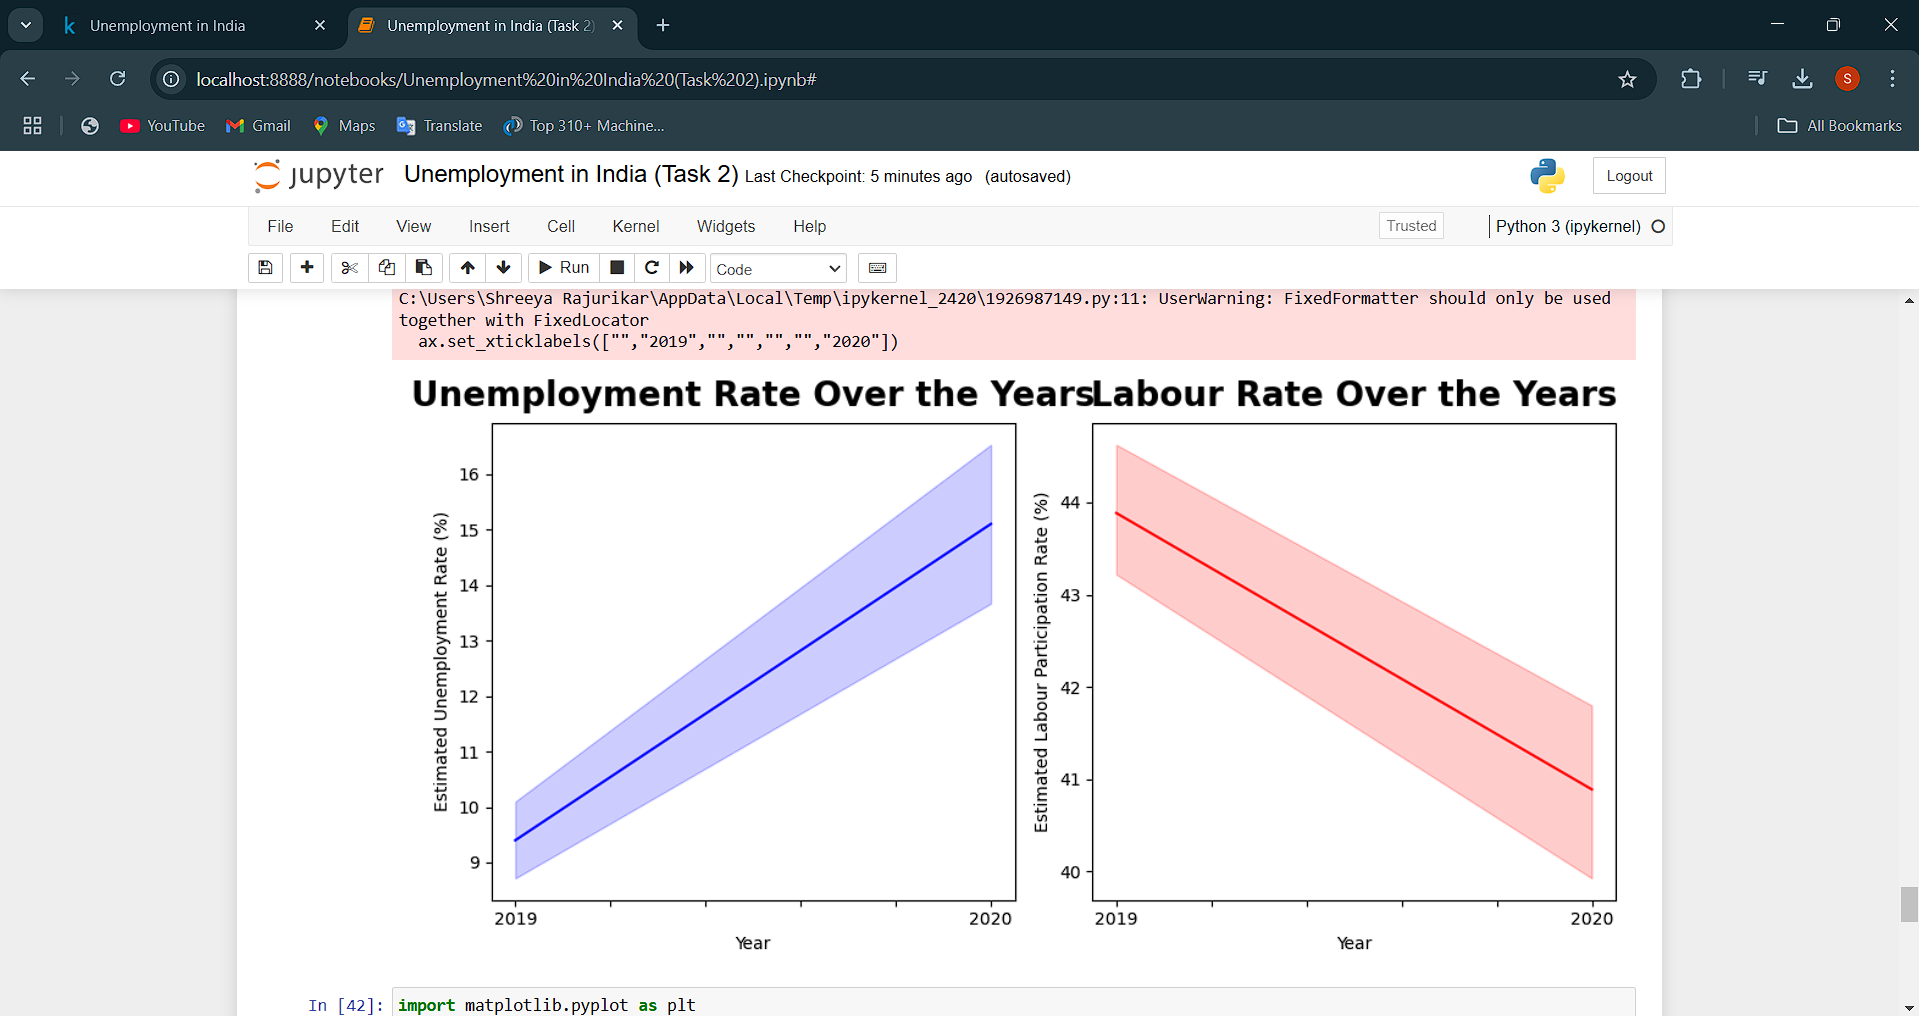 Unemployment in India
Unemployment in India (Task 2)
localhost:8888/notebooks/Unemployment%20in%20India%20(Task%202).ipynb#
S
YouTube
Gmail
Maps
Translate
Top 310+ Machine...
All Bookmarks
jupyter
Unemployment in India (Task 2) Last Checkpoint: 5 minutes ago (autosaved)
Logout
File Edit View Insert Cell Kernel Widgets Help
Trusted
Python 3 (ipykernel)
Run
Code
C:\Users\Shreeya Rajurikar\AppData\Local\Temp\ipykernel_2420\1926987149.py:11: UserWarning: FixedFormatter should only be used
together with FixedLocator
ax.set_xticklabels(["","2019","","","","","2020"])
Unemployment Rate Over the Years
Estimated Unemployment Rate (%)
16
15
14
13
12
11
10
9
2019 2020
Year
Labour Rate Over the Years
Estimated Labour Participation Rate (%)
44
43
42
41
40
2019 2020
Year
In [42]: import matplotlib.pyplot as plt